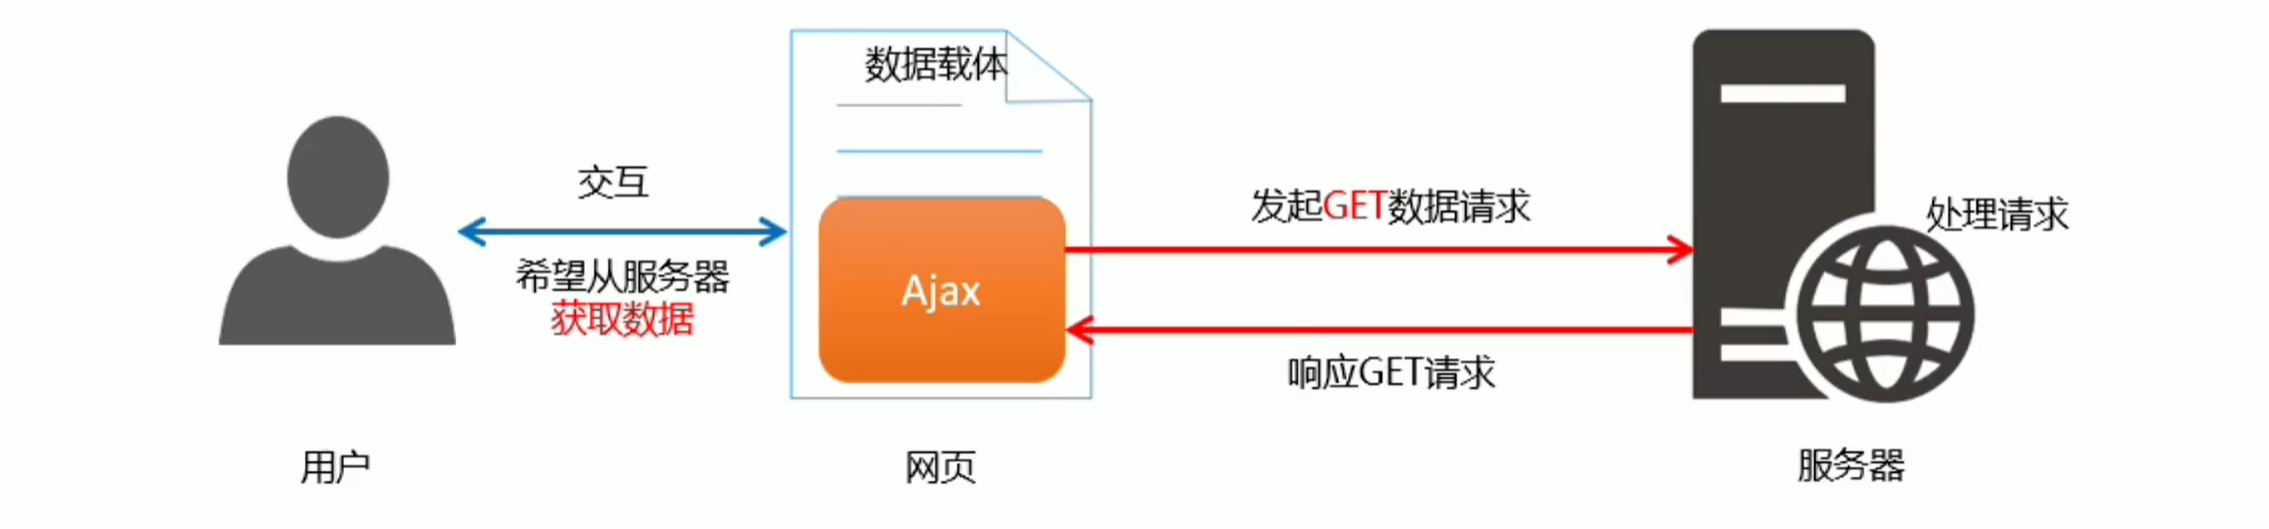 数据载体
交互
希望从服务器
获取数据
Ajax
发起GET数据请求
响应GET请求
处理请求
用户
网页
服务器